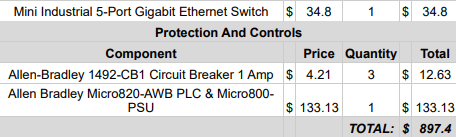 Mini Industrial 5-Port Gigabit Ethernet Switch $ 34.8 1 $ 34.8
Protection And Controls
Component Price Quantity Total
Allen-Bradley 1492-CB1 Circuit Breaker 1 Amp $ 4.21 3 $ 12.63
Allen Bradley Micro820-AWB PLC & Micro800-
PSU $ 133.13 1 $ 133.13
TOTAL: $ 897.4